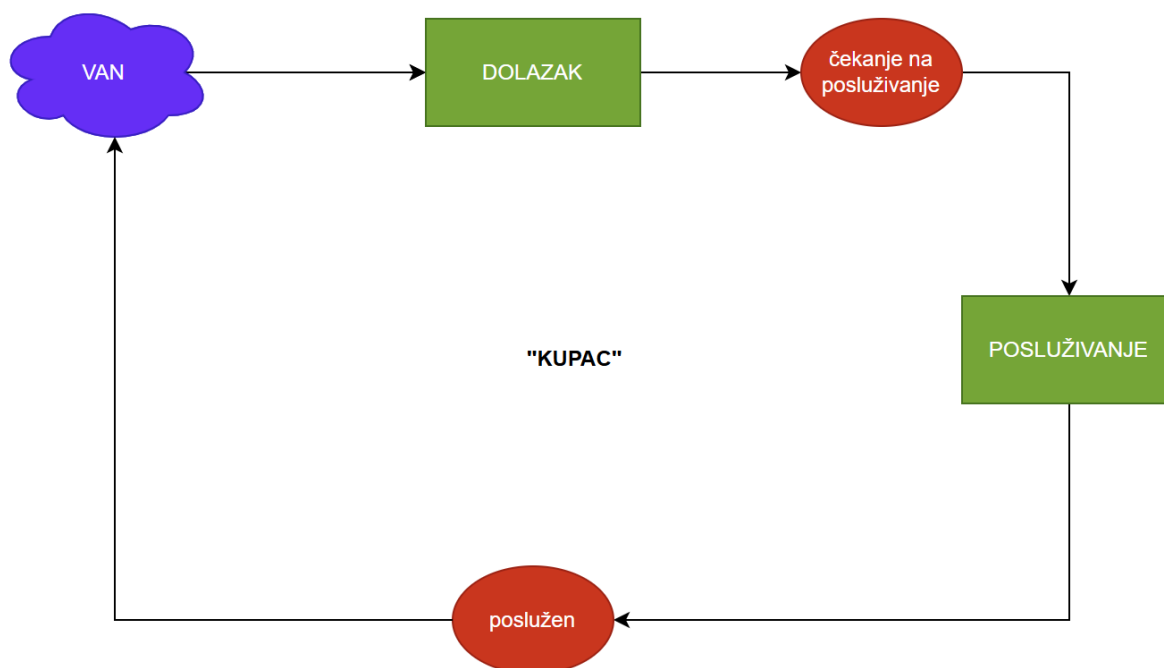 VAN
DOLAZAK
čekanje na
posluživanje
"KUPAC"
POSLUŽIVANJE
poslužen